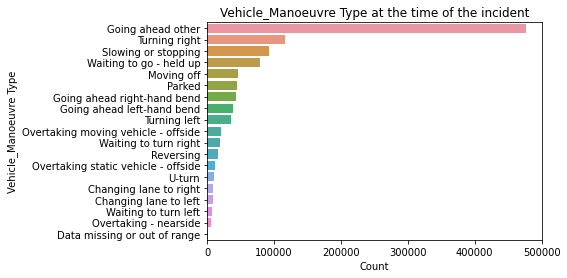 Vehicle_Manoeuvre Type at the time of the incident
Vehicle_Manoeuvre Type
Going ahead other
Turning right
Slowing or stopping
Waiting to go - held up
Moving off
Parked
Going ahead right-hand bend
Going ahead left-hand bend
Turning left
Overtaking moving vehicle - offside
Waiting to turn right
Reversing
Overtaking static vehicle - offside
U-turn
Changing lane to right
Changing lane to left
Waiting to turn left
Overtaking - nearside
Data missing or out of range
0 100000 200000 300000 400000 500000
Count